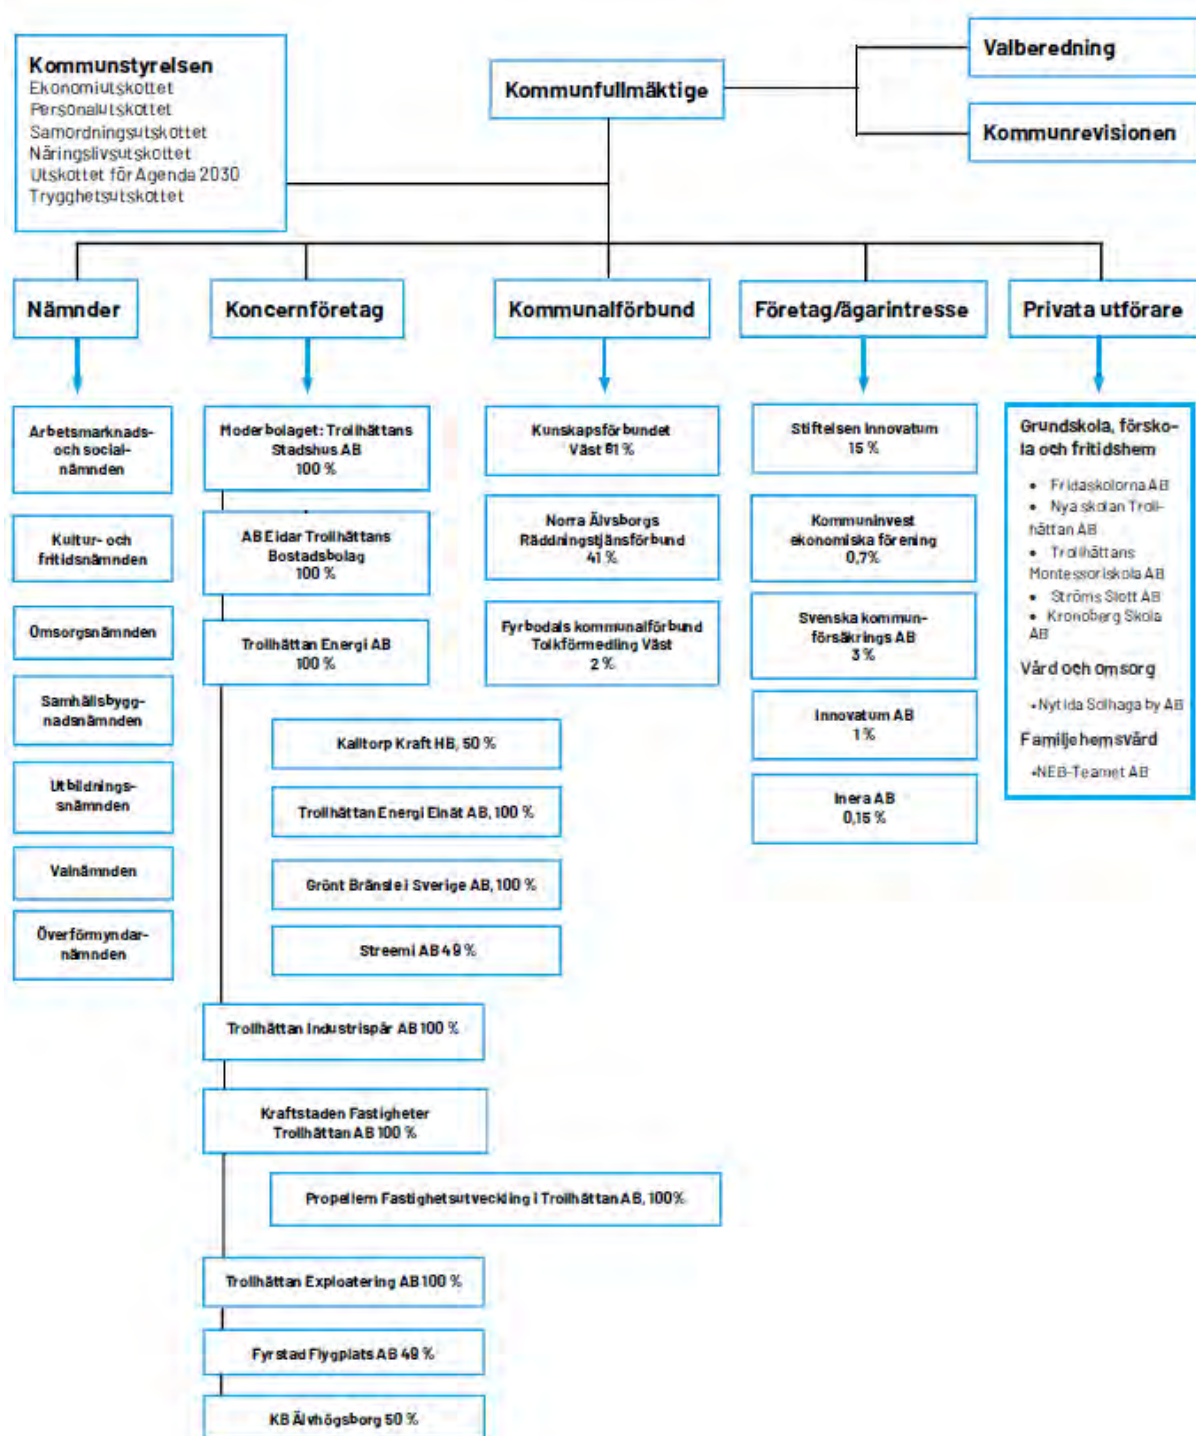 Kommunstyrelsen
Ekonomiutskottet
Personalutskottet
Samordningsutskottet
Näringslivsutskottet
Utskottet för Agenda 2030
Trygghetsutskottet
Kommunfullmäktige
Valberedning
Kommunrevisionen
Nämnder
Koncernföretag
Kommunalförbund
Företag/ägarintresse
Privata utförare
Arbetsmarknads-
och social-
nämnden
Kultur- och
fritidsnämnden
Omsorgsnämnden
Samhällsbygg-
nadsnämnden
Utbildnings-
snämnden
Valnämnden
Överförmyndar-
nämnden
Moderbolaget: Trollhättans
Stadshus AB
100 %
AB Eidar Trollhättans
Bostadsbolag
100 %
Trollhättan Energi AB
100 %
Kalltorp Kraft HB, 50 %
Trollhättan Energi Elnät AB, 100 %
Grönt Bränsle i Sverige AB, 100 %
Streemi AB 49 %
Trollhättan Industrispår AB 100 %
Kraftstaden Fastigheter
Trollhättan AB 100 %
Propellern Fastighetsutveckling i Trollhättan AB, 100%
Trollhättan Exploatering AB 100 %
Fyrstad Flygplats AB 49 %
KB Älvhögsborg 50 %
Kunskapsförbundet
Väst 61 %
Norra Älvsborgs
Räddningstjänsförbund
41 %
Fyrbodals kommunalförbund
Tolkförmedling Väst
2 %
Stiftelsen innovatum
15 %
Kommuninvest
ekonomiska förening
0,7%
Svenska kommun-
försäkrings AB
3 %
Innovatum AB
1 %
Inera AB
0,15 %
Grundskola, försko-
la och fritidshem
• Fridaskolorna AB
• Nya skolan Troll-
hättan AB
• Trollhättans
Montessoriskola AB
• Ströms Slott AB
• Kronoberg Skola
AB
Vård och omsorg
•Nytida Solhaga by AB
Familjehemsvård
•NEB-Teamet AB